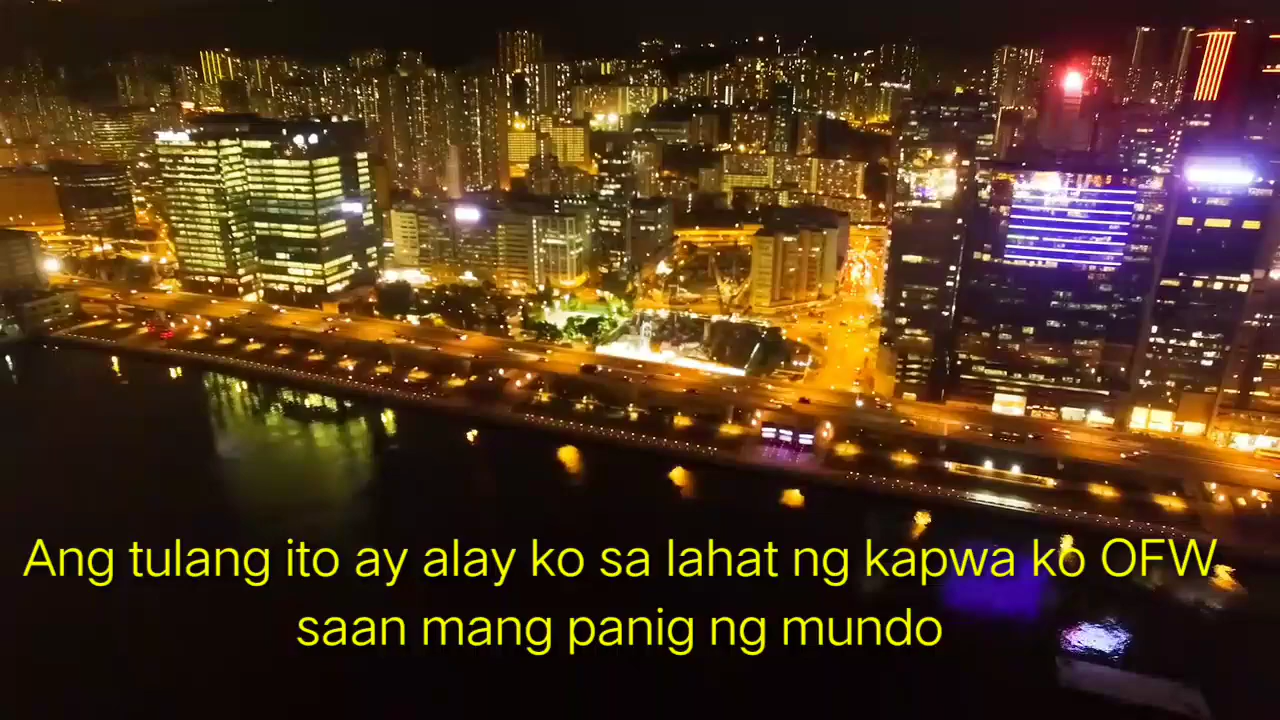 Ang tulang ito ay alay ko sa lahat ng kapwa ko OFW
saan mang panig ng mundo